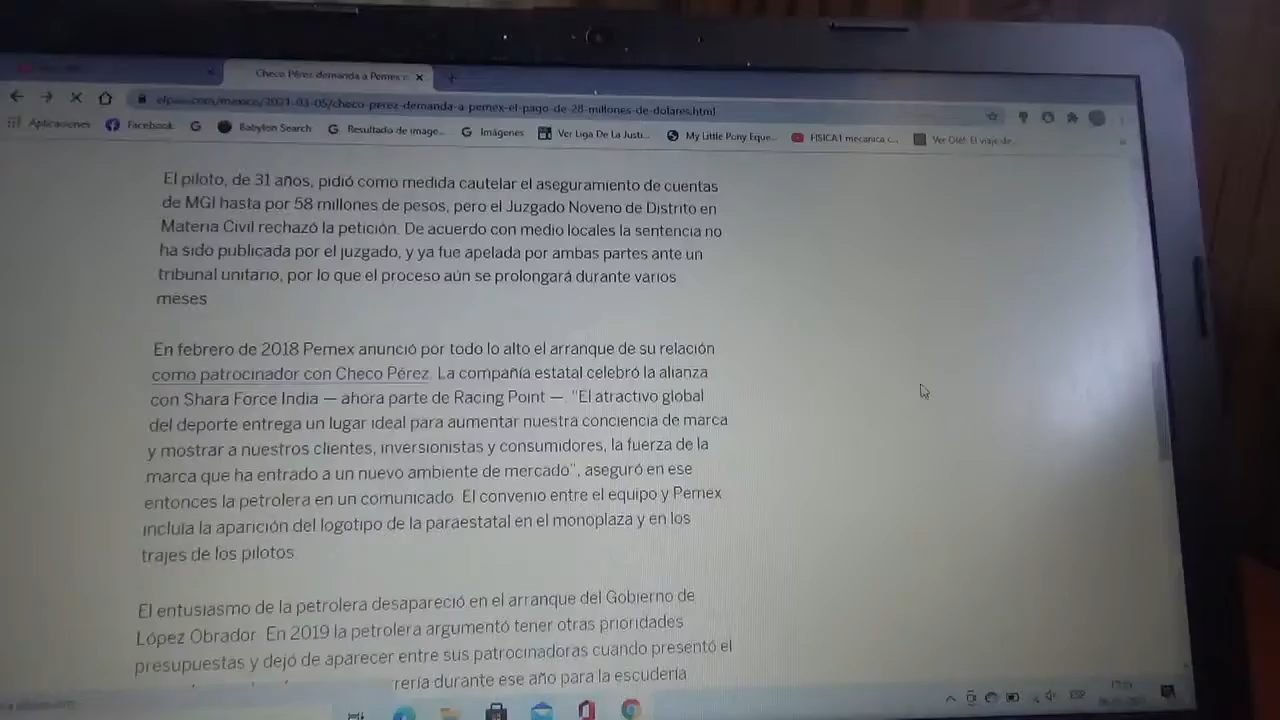 Checo Pérez demanda a Pemex e
elpais.com/mexico/2021-03-05/checo-perez-demanda-a-pemex-el-pago-de-28-millones-de-dolares.html
Aplicaciones Facebook Babylon Search Resultado de image... Imágenes Ver Liga De La Justi... My Little Pony Eque... FISICA I mecanica c... Ver Die!: El viaje de...
El piloto, de 31 años, pidió como medida cautelar el aseguramiento de cuentas
de MGI hasta por 58 millones de pesos, pero el Juzgado Noveno de Distrito en
Materia Civil rechazó la petición. De acuerdo con medio locales la sentencia no
ha sido publicada por el juzgado, y ya fue apelada por ambas partes ante un
tribunal unitario, por lo que el proceso aún se prolongará durante varios
meses
En febrero de 2018 Pemex anunció por todo lo alto el arranque de su relación
como patrocinador con Checo Pérez. La compañía estatal celebró la alianza
con Shara Force India — ahora parte de Racing Point —. "El atractivo global
del deporte entrega un lugar ideal para aumentar nuestra conciencia de marca
y mostrar a nuestros clientes, inversionistas y consumidores, la fuerza de la
marca que ha entrado a un nuevo ambiente de mercado", aseguró en ese
entonces la petrolera en un comunicado. El convenio entre el equipo y Pemex
incluía la aparición del logotipo de la paraestatal en el monoplaza y en los
trajes de los pilotos
El entusiasmo de la petrolera desapareció en el arranque del Gobierno de
López Obrador. En 2019 la petrolera argumentó tener otras prioridades
presupuestas y dejó de aparecer entre sus patrocinadoras cuando presentó el
rería durante ese año para la escudería
ESP